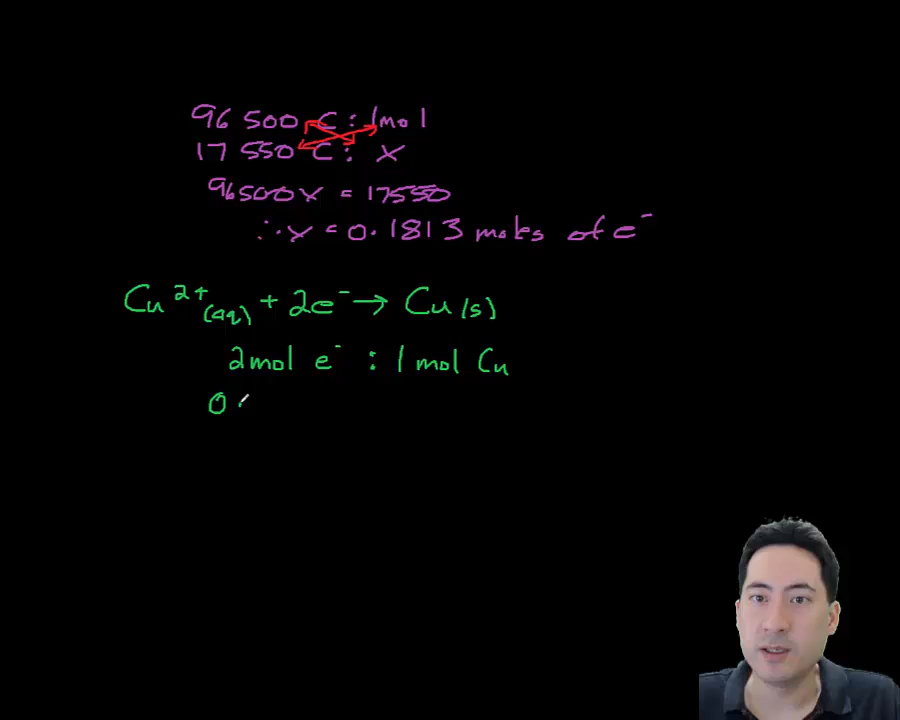 96 500 C : 1mol
17 550 C : X
96500X = 17550
∴ X = 0.1813 moles of e⁻
Cu²⁺(aq) + 2e⁻ → Cu(s)
2mol e⁻ : 1 mol Cu
0.